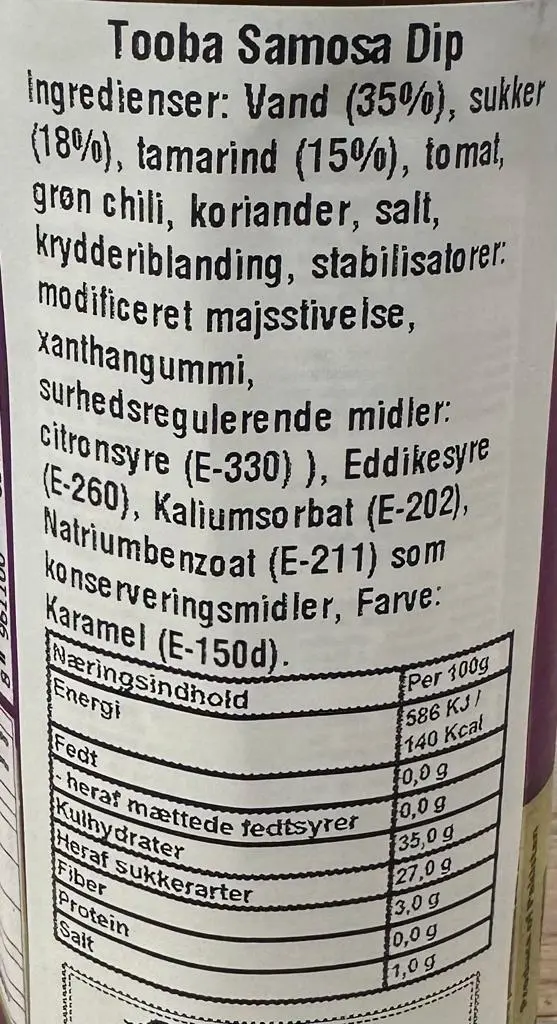 Tooba Samosa Dip
Ingredienser: Vand (35%), sukker
(18%), tamarind (15%), tomat,
grøn chili, koriander, salt,
krydderiblanding, stabilisatorer:
modificeret majsstivelse,
xanthangummi,
surhedsregulerende midler:
citronsyre (E-330) ), Eddikesyre
(E-260), Kaliumsorbat (E-202),
Natriumbenzoat (E-211) som
konserveringsmidler, Farve:
Karamel (E-150d).
Næringsindhold Per 100g
Energi 586 KJ /
140 Kcal
Fedt 0,0 g
- heraf mættede fedtsyrer 0,0 g
Kulhydrater 35,0 g
Heraf sukkerarter 27,0 g
Fiber 3,0 g
Protein 0,0 g
Salt 1,0 g